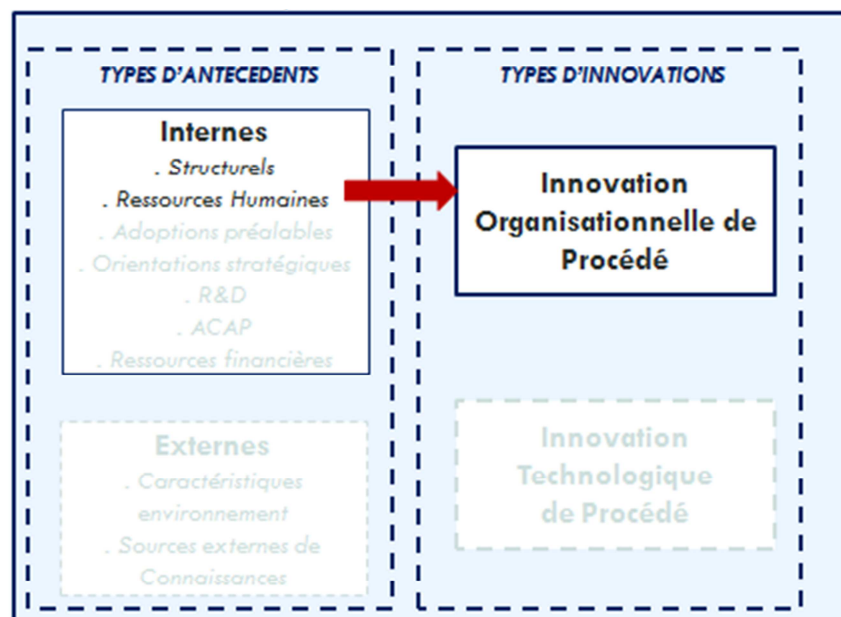 TYPES D'ANTECEDENTS
Internes
. Structurels
. Ressources Humaines
. Adoptions préalables
. Orientations stratégiques
. R&D
. ACAP
. Ressources financières
Externes
. Caractéristiques
environnement
. Sources externes de
Connaissances
TYPES D'INNOVATIONS
Innovation
Organisationnelle de
Procédé
Innovation
Technologique
de Procédé